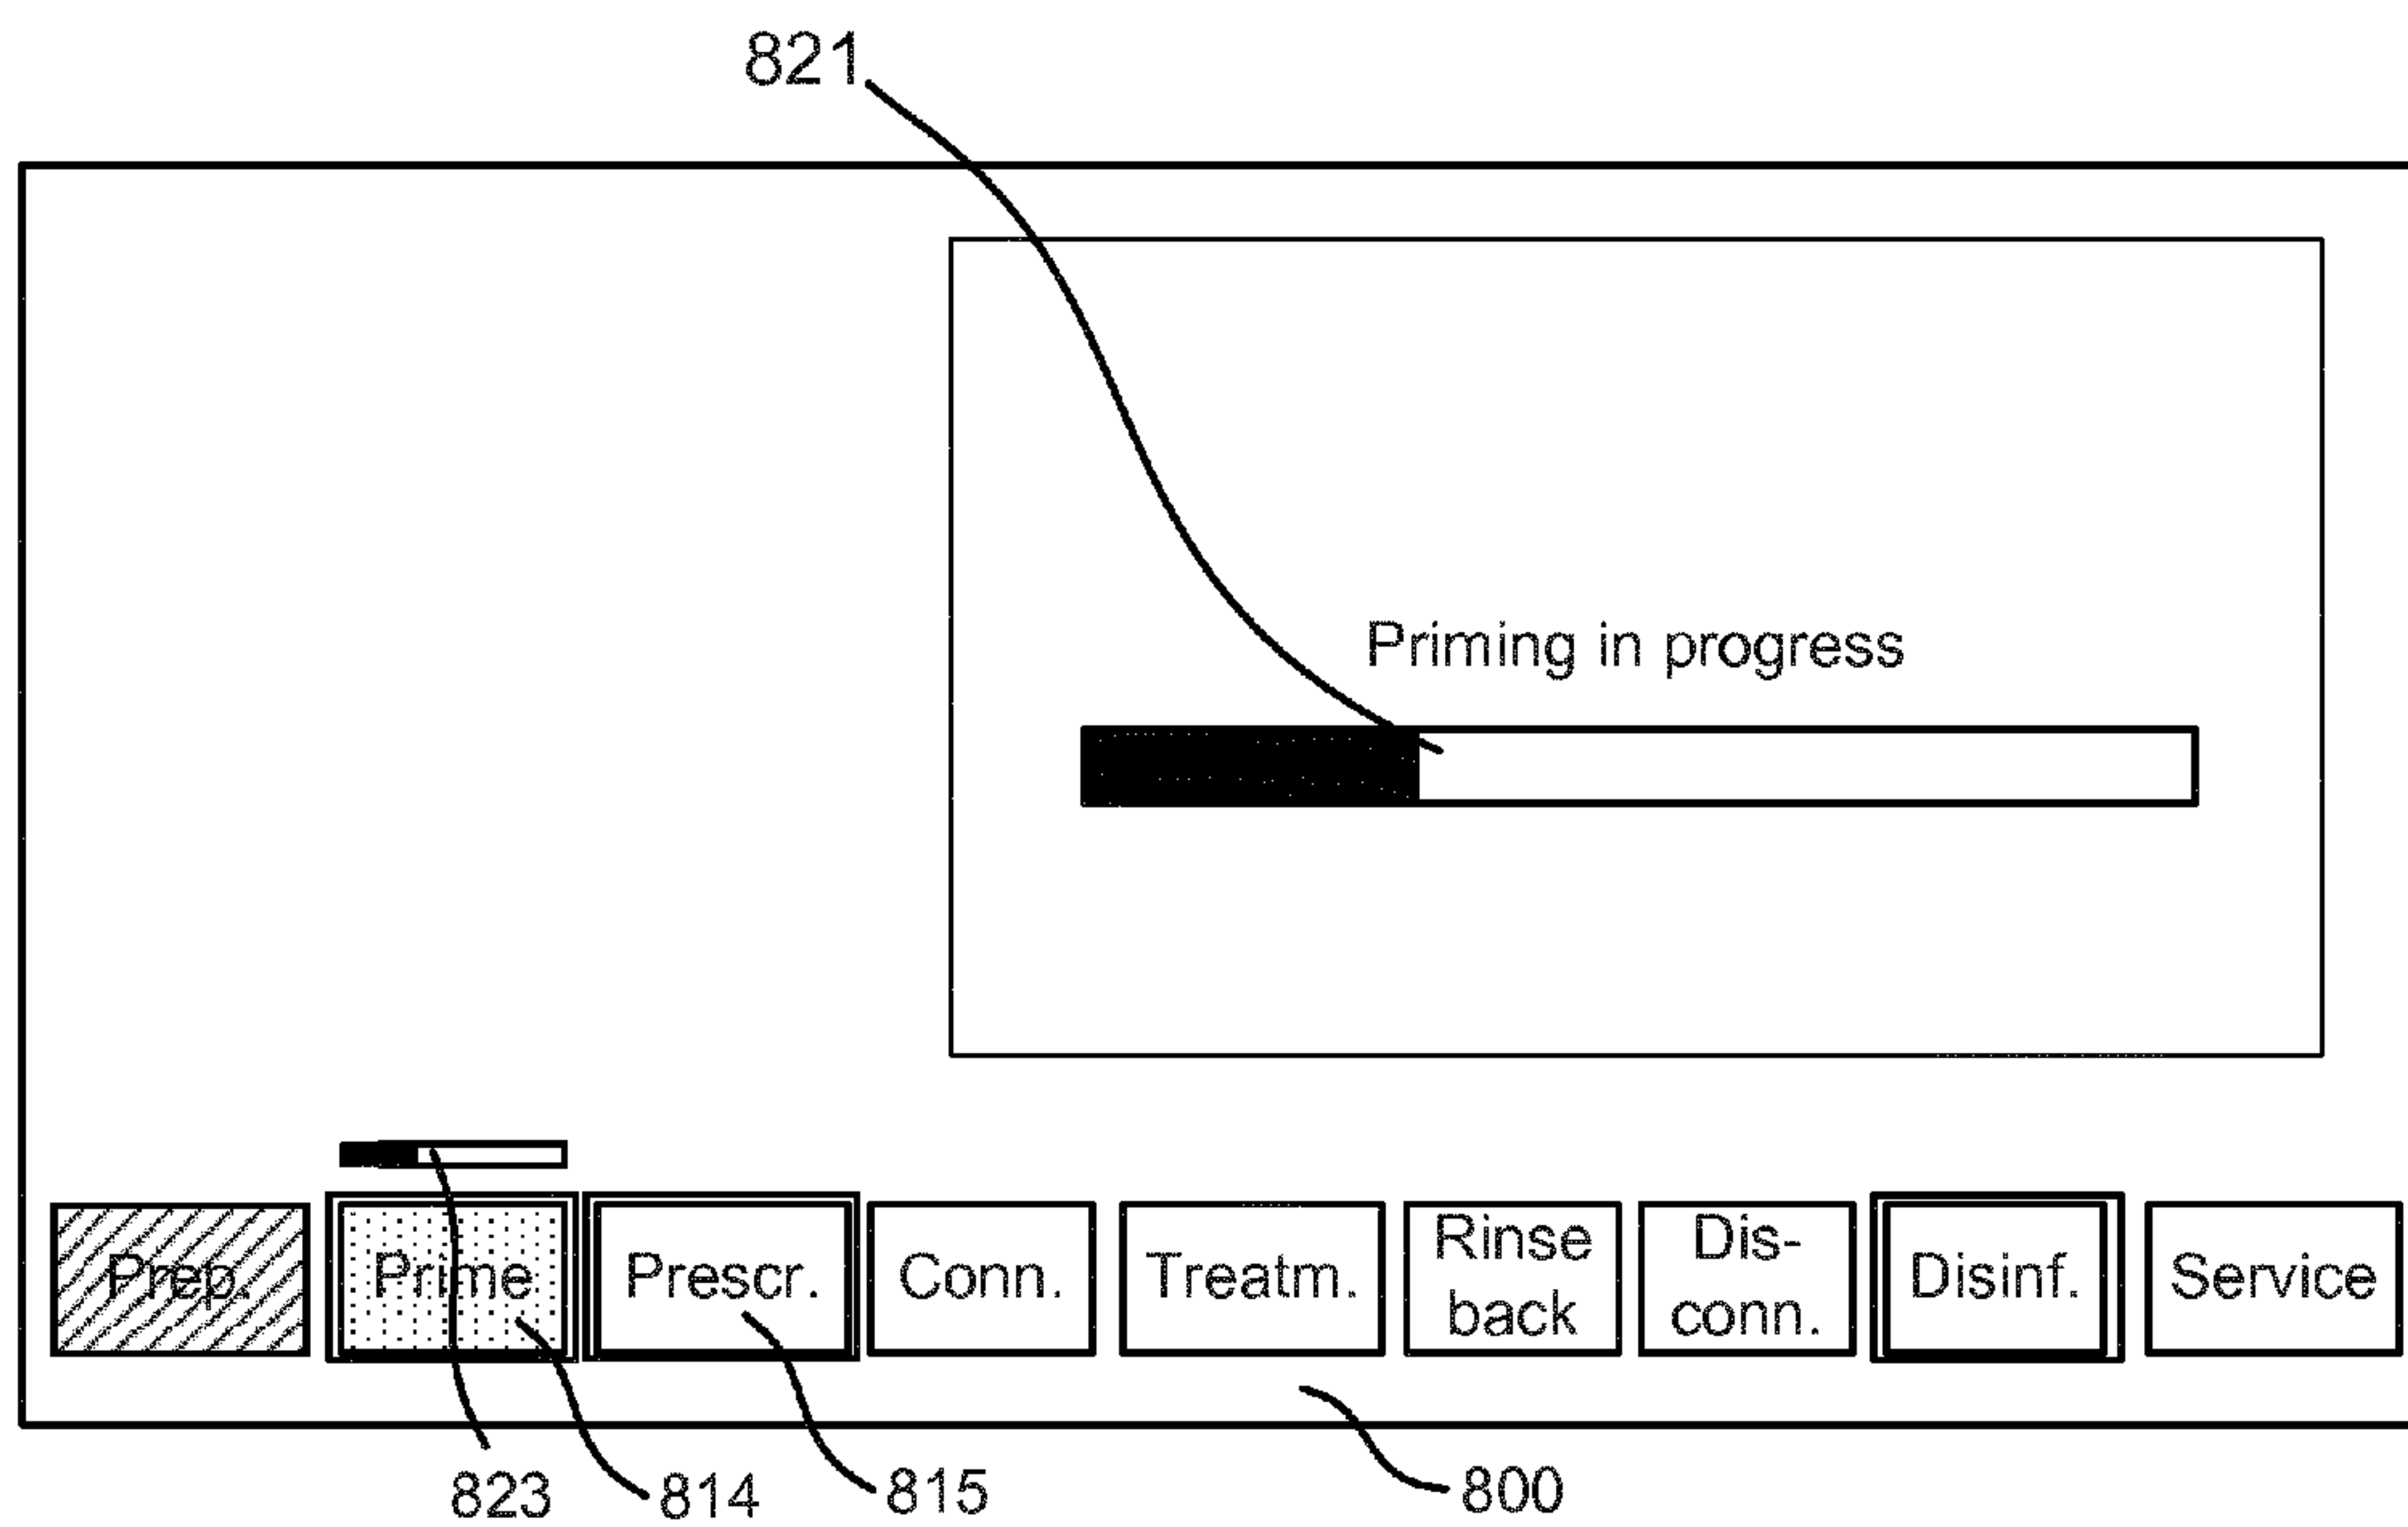 821
Priming in progress
Prep.
Prime
Prescr.
Conn.
Treatm.
Rinse
back
Dis-
conn.
Disinf.
Service
823
814
815
800